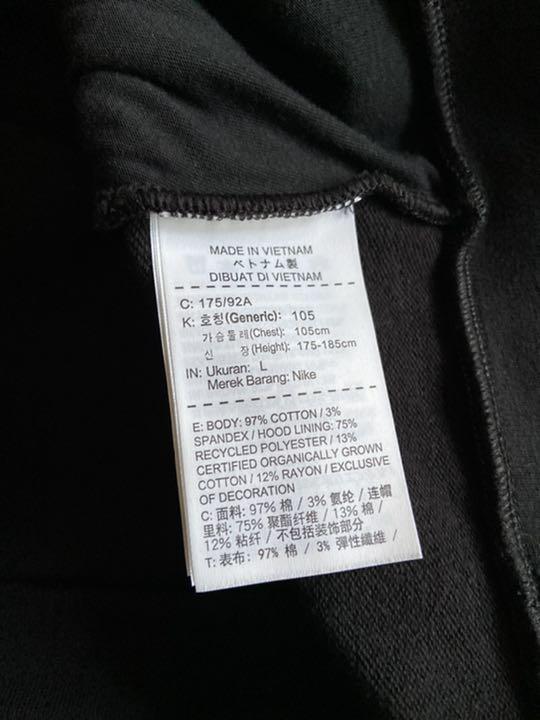 MADE IN VIETNAM
ベトナム製
DIBUAT DI VIETNAM
C: 175/92A
K: 호칭(Generic): 105
가슴둘레(Chest): 105cm
신 장(Height): 175-185cm
IN: Ukuran: L
Merek Barang: Nike
E: BODY: 97% COTTON / 3%
SPANDEX / HOOD LINING: 75%
RECYCLED POLYESTER / 13%
CERTIFIED ORGANICALLY GROWN
COTTON / 12% RAYON / EXCLUSIVE
OF DECORATION
C: 面料: 97% 棉 / 3% 氨纶 / 连帽
里料: 75% 聚酯纤维 / 13% 棉 /
12% 粘纤 / 不包括装饰部分
T: 表布: 97% 棉 / 3% 彈性纖維 /